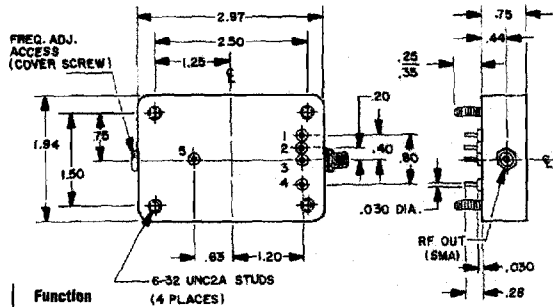 2.97
2.50
1.25
℄
FREQ. ADJ.
ACCESS
(COVER SCREW)
1.94
.75
1.50
5
1
2
3
4
.20
.40
.80
.63
1.20
.030 DIA.
6-32 UNC2A STUDS
(4 PLACES)
.75
.44
.25
.35
℄
RF OUT
(SMA)
.030
.28
Function